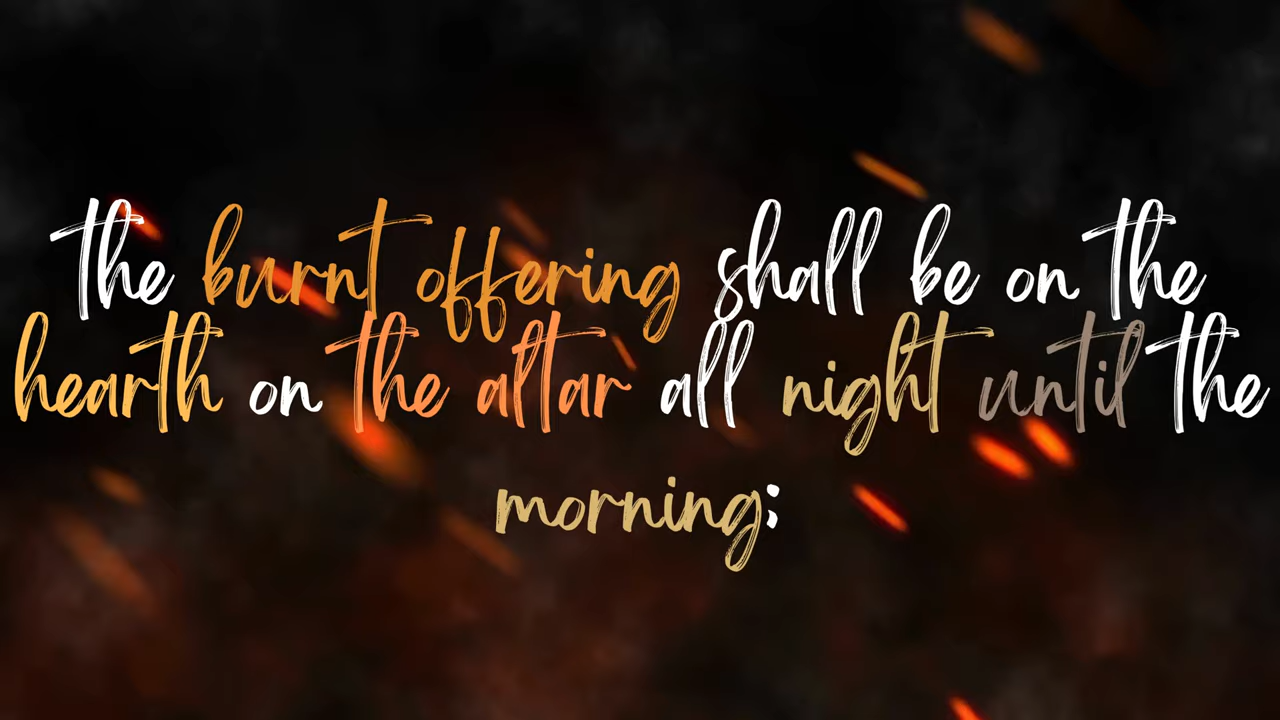 the burnt offering shall be on the
hearth on the altar all night until the
morning;